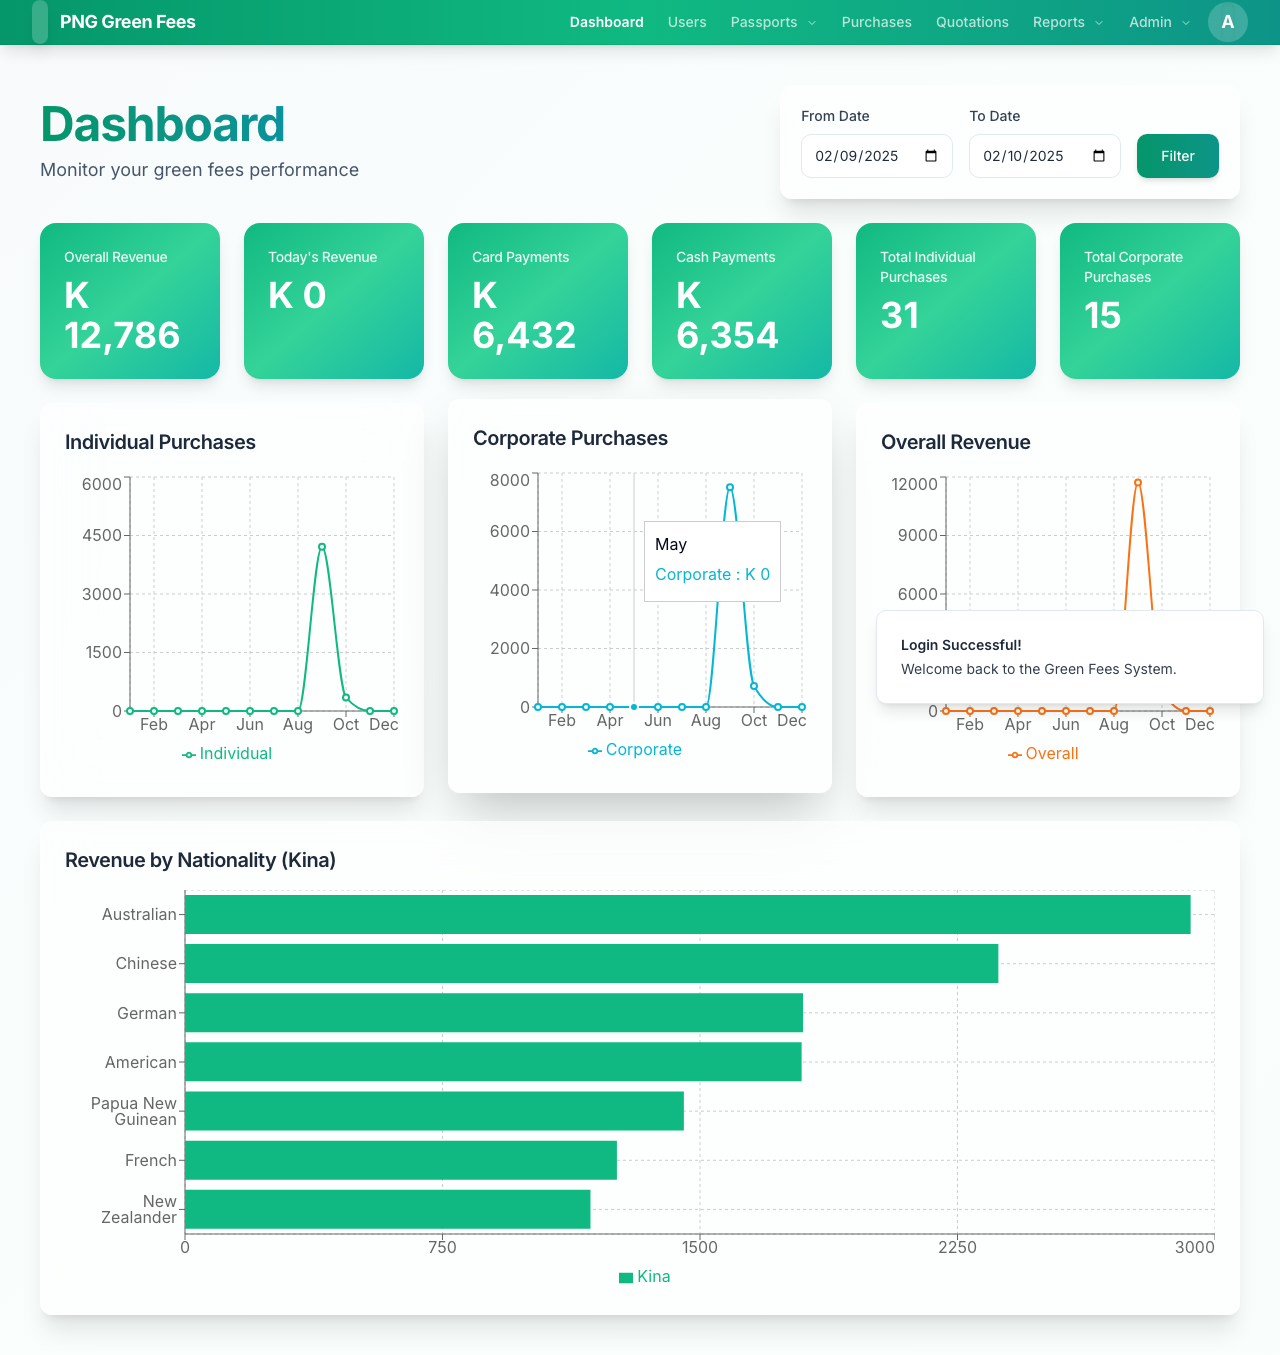 PNG Green Fees
Dashboard
Users
Passports
Purchases
Quotations
Reports
Admin
A
Dashboard
Monitor your green fees performance
From Date
To Date
02/09/2025
02/10/2025
Filter
Overall Revenue
K
12,786
Today's Revenue
K 0
Card Payments
K
6,432
Cash Payments
K
6,354
Total Individual
Purchases
31
Total Corporate
Purchases
15
Individual Purchases
6000
4500
3000
1500
0
Feb
Apr
Jun
Aug
Oct
Dec
Individual
Corporate Purchases
8000
6000
4000
2000
0
May
Corporate : K 0
Feb
Apr
Jun
Aug
Oct
Dec
Corporate
Overall Revenue
12000
9000
6000
0
Feb
Apr
Jun
Aug
Oct
Dec
Overall
Login Successful!
Welcome back to the Green Fees System.
Revenue by Nationality (Kina)
Australian
Chinese
German
American
Papua New
Guinean
French
New
Zealander
0
750
1500
2250
3000
Kina